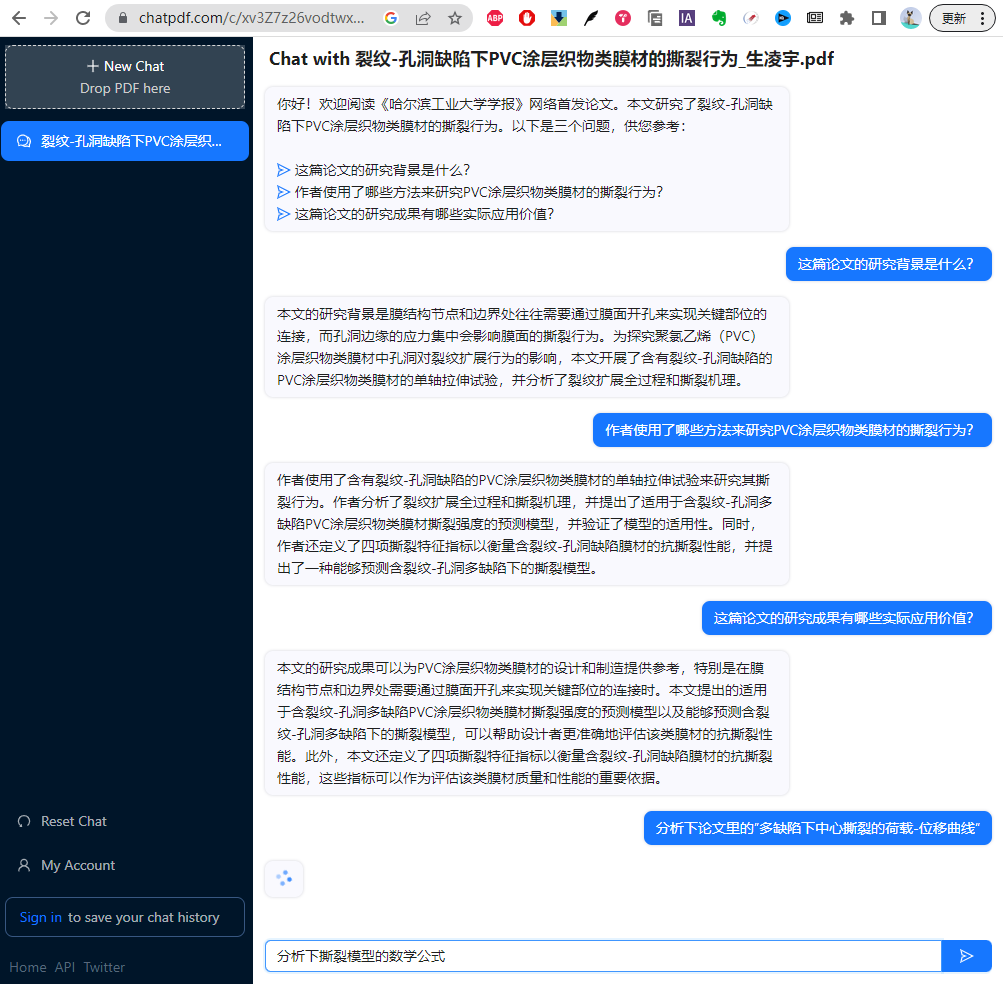 chatpdf.com/c/xv3Z7z26vodtwx...
ABP
IA
更新
New Chat
Drop PDF here
裂纹-孔洞缺陷下PVC涂层织...
Reset Chat
My Account
Sign in to save your chat history
Home API Twitter
Chat with 裂纹-孔洞缺陷下PVC涂层织物类膜材的撕裂行为_生凌宇.pdf
你好！欢迎阅读《哈尔滨工业大学学报》网络首发论文。本文研究了裂纹-孔洞缺
陷下PVC涂层织物类膜材的撕裂行为。以下是三个问题，供您参考：
这篇论文的研究背景是什么？
作者使用了哪些方法来研究PVC涂层织物类膜材的撕裂行为？
这篇论文的研究成果有哪些实际应用价值？
这篇论文的研究背景是什么？
本文的研究背景是膜结构节点和边界处往往需要通过膜面开孔来实现关键部位的
连接，而孔洞边缘的应力集中会影响膜面的撕裂行为。为探究聚氯乙烯（PVC）
涂层织物类膜材中孔洞对裂纹扩展行为的影响，本文开展了含有裂纹-孔洞缺陷的
PVC涂层织物类膜材的单轴拉伸试验，并分析了裂纹扩展全过程和撕裂机理。
作者使用了哪些方法来研究PVC涂层织物类膜材的撕裂行为？
作者使用了含有裂纹-孔洞缺陷的PVC涂层织物类膜材的单轴拉伸试验来研究其撕
裂行为。作者分析了裂纹扩展全过程和撕裂机理，并提出了适用于含裂纹-孔洞多
缺陷PVC涂层织物类膜材撕裂强度的预测模型，并验证了模型的适用性。同时，
作者还定义了四项撕裂特征指标以衡量含裂纹-孔洞缺陷膜材的抗撕裂性能，并提
出了一种能够预测含裂纹-孔洞多缺陷下的撕裂模型。
这篇论文的研究成果有哪些实际应用价值？
本文的研究成果可以为PVC涂层织物类膜材的设计和制造提供参考，特别是在膜
结构节点和边界处需要通过膜面开孔来实现关键部位的连接时。本文提出的适用
于含裂纹-孔洞多缺陷PVC涂层织物类膜材撕裂强度的预测模型以及能够预测含裂
纹-孔洞多缺陷下的撕裂模型，可以帮助设计者更准确地评估该类膜材的抗撕裂性
能。此外，本文还定义了四项撕裂特征指标以衡量含裂纹-孔洞缺陷膜材的抗撕裂
性能，这些指标可以作为评估该类膜材质量和性能的重要依据。
分析下论文里的“多缺陷下中心撕裂的荷载-位移曲线”
分析下撕裂模型的数学公式